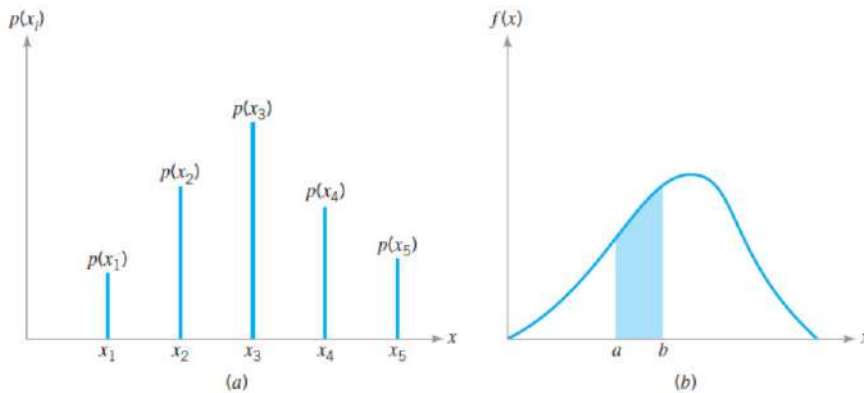 p(xᵢ)
p(x₃)
p(x₂)
p(x₄)
p(x₁)
p(x₅)
x₁ x₂ x₃ x₄ x₅ x
(a)
f(x)
a b x
(b)